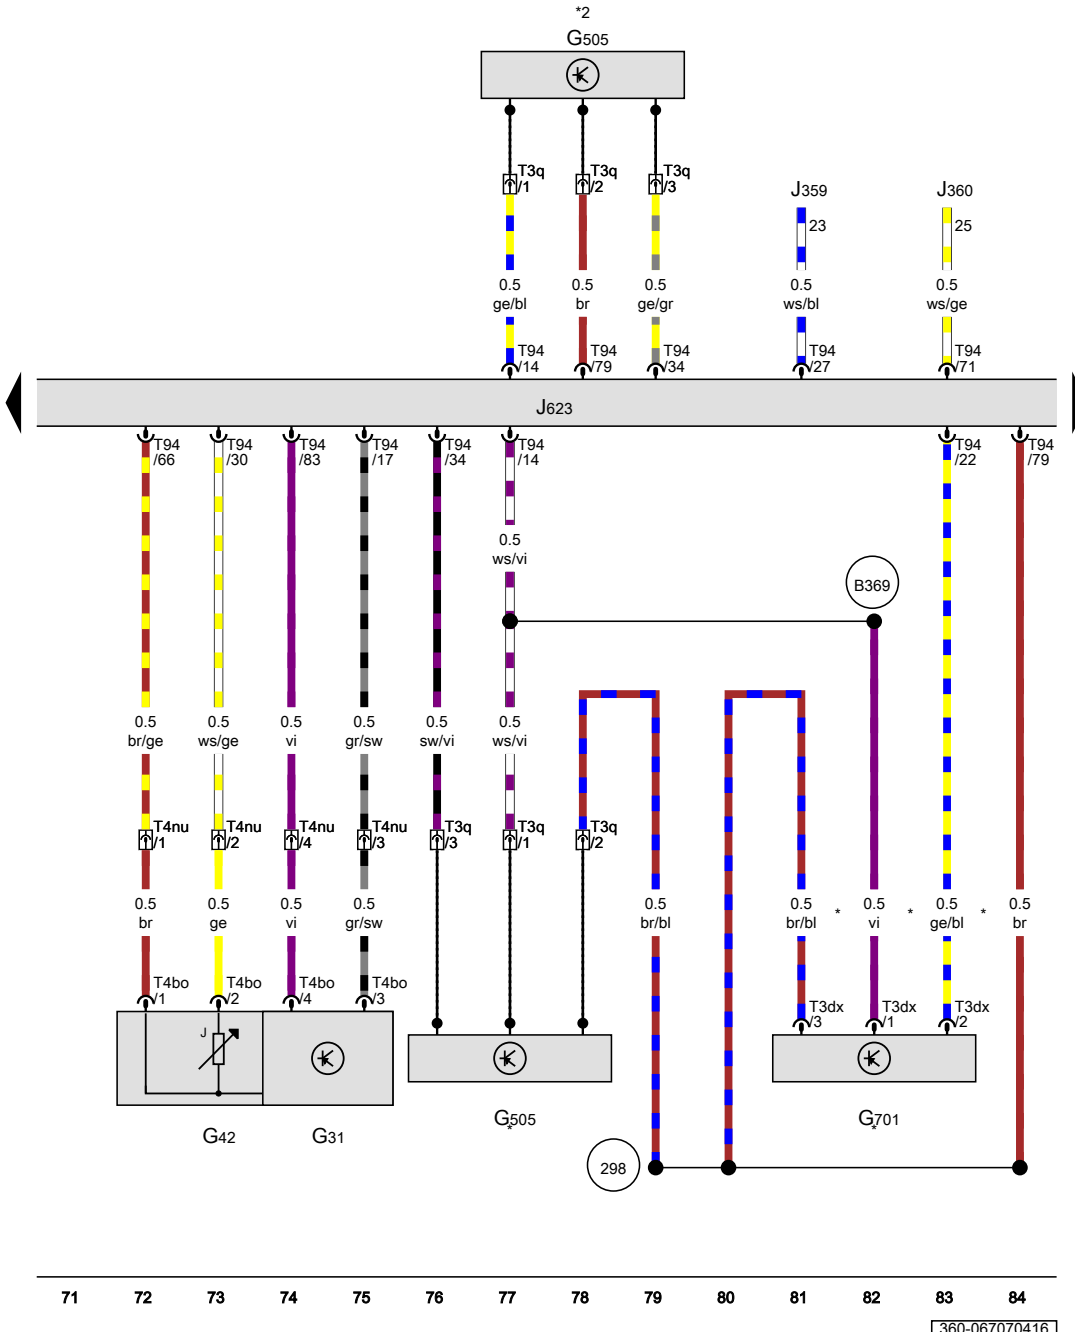 *2
G505
T3q
/1
T3q
/2
T3q
/3
J359
J360
23
25
0.5
ge/bl
0.5
br
0.5
ge/gr
0.5
ws/bl
0.5
ws/ge
T94
/14
T94
/79
T94
/34
T94
/27
T94
/71
J623
T94
/66
T94
/30
T94
/83
T94
/17
T94
/34
T94
/14
T94
/22
T94
/79
0.5
ws/vi
B369
0.5
br/ge
0.5
ws/ge
0.5
vi
0.5
gr/sw
0.5
sw/vi
0.5
ws/vi
T4nu
/1
T4nu
/2
T4nu
/4
T4nu
/3
T3q
/3
T3q
/1
T3q
/2
0.5
br
0.5
ge
0.5
vi
0.5
gr/sw
0.5
br/bl
0.5
br/bl
*
0.5
vi
*
0.5
ge/bl
*
0.5
br
T4bo
/1
T4bo
/2
T4bo
/4
T4bo
/3
T3dx
/3
T3dx
/1
T3dx
/2
J
G42
G31
G505
*
G701
*
298
71 72 73 74 75 76 77 78 79 80 81 82 83 84
360-067070416